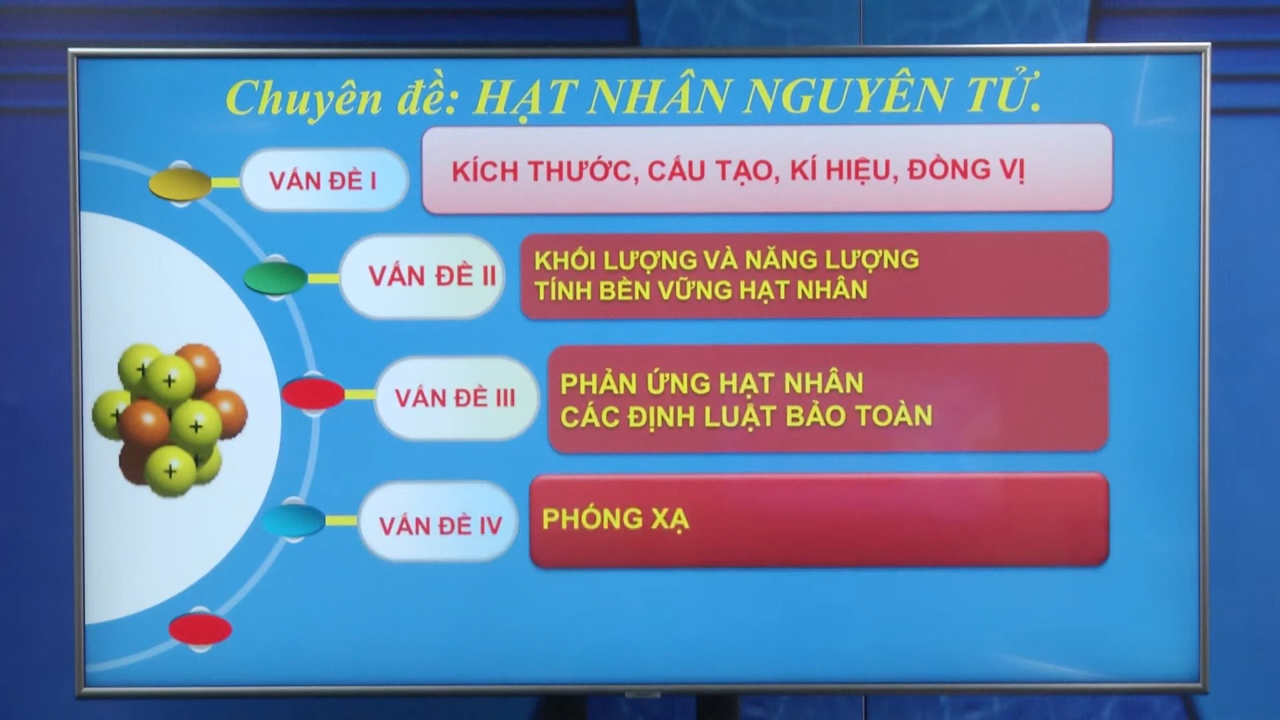 Chuyên đề: HẠT NHÂN NGUYÊN TỬ.
VẤN ĐỀ I
KÍCH THƯỚC, CẤU TẠO, KÍ HIỆU, ĐỒNG VỊ
VẤN ĐỀ II
KHỐI LƯỢNG VÀ NĂNG LƯỢNG
TÍNH BỀN VỮNG HẠT NHÂN
VẤN ĐỀ III
PHẢN ỨNG HẠT NHÂN
CÁC ĐỊNH LUẬT BẢO TOÀN
VẤN ĐỀ IV
PHÓNG XẠ